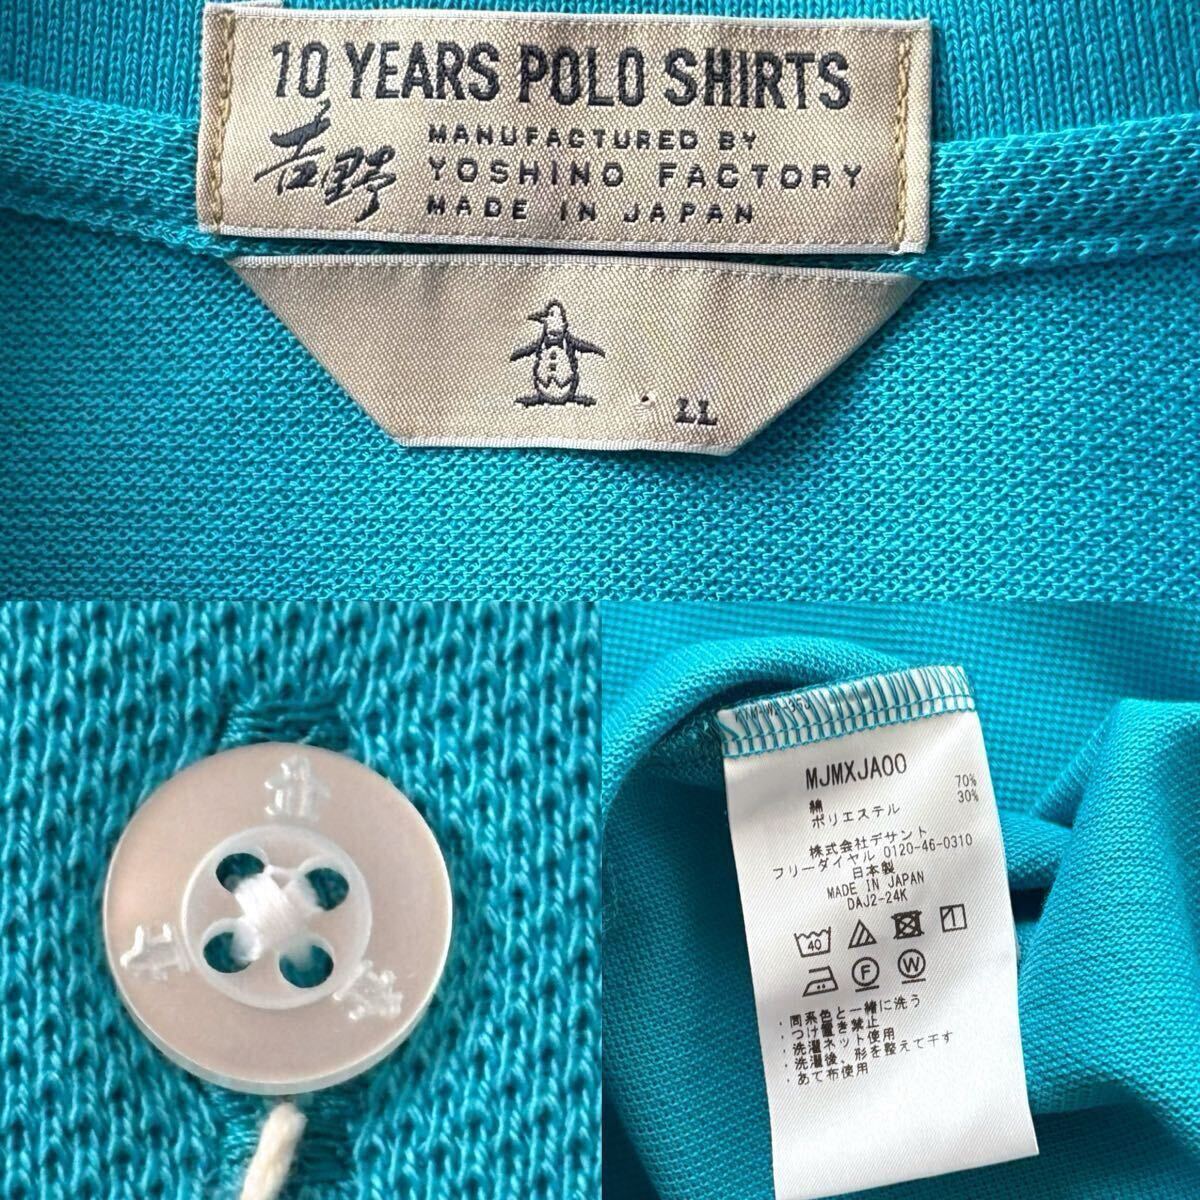 10 YEARS POLO SHIRTS
吉野
MANUFACTURED BY
YOSHINO FACTORY
MADE IN JAPAN
LL
MJMXJA00
綿 70%
ポリエステル 30%
株式会社デサント
フリーダイヤル 0120-46-0310
日本製
MADE IN JAPAN
DAJ2-24K
40
F W
・同系色と一緒に洗う
・つけ置き禁止
・洗濯ネット使用
・洗濯後、形を整えて干す
・あて布使用